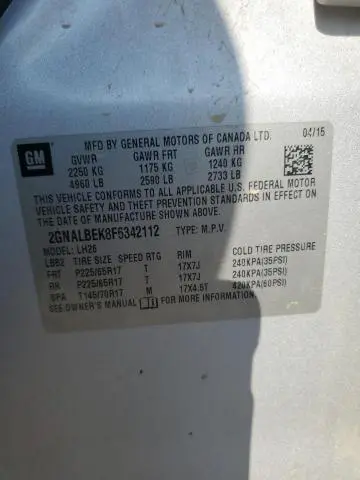 GM
MFD BY GENERAL MOTORS OF CANADA LTD. 04/15
GVWR GAWR FRT GAWR RR
2250 KG 1175 KG 1240 KG
4960 LB 2590 LB 2733 LB
THIS VEHICLE CONFORMS TO ALL APPLICABLE U.S. FEDERAL MOTOR
VEHICLE SAFETY AND THEFT PREVENTION STANDARDS IN EFFECT ON
THE DATE OF MANUFACTURE SHOWN ABOVE.
2GNALBEK8F6342112 TYPE: M.P.V.
MODEL: LH26
TIRE SIZE SPEED RTG RIM COLD TIRE PRESSURE
FRT P225/65R17 T 17X7J 240KPA(35PSI)
RR P225/65R17 T 17X7J 240KPA(35PSI)
SPA T145/70R17 M 17X4.5T 420KPA(60PSI)
SEE OWNER'S MANUAL FOR MORE INFORMATION.